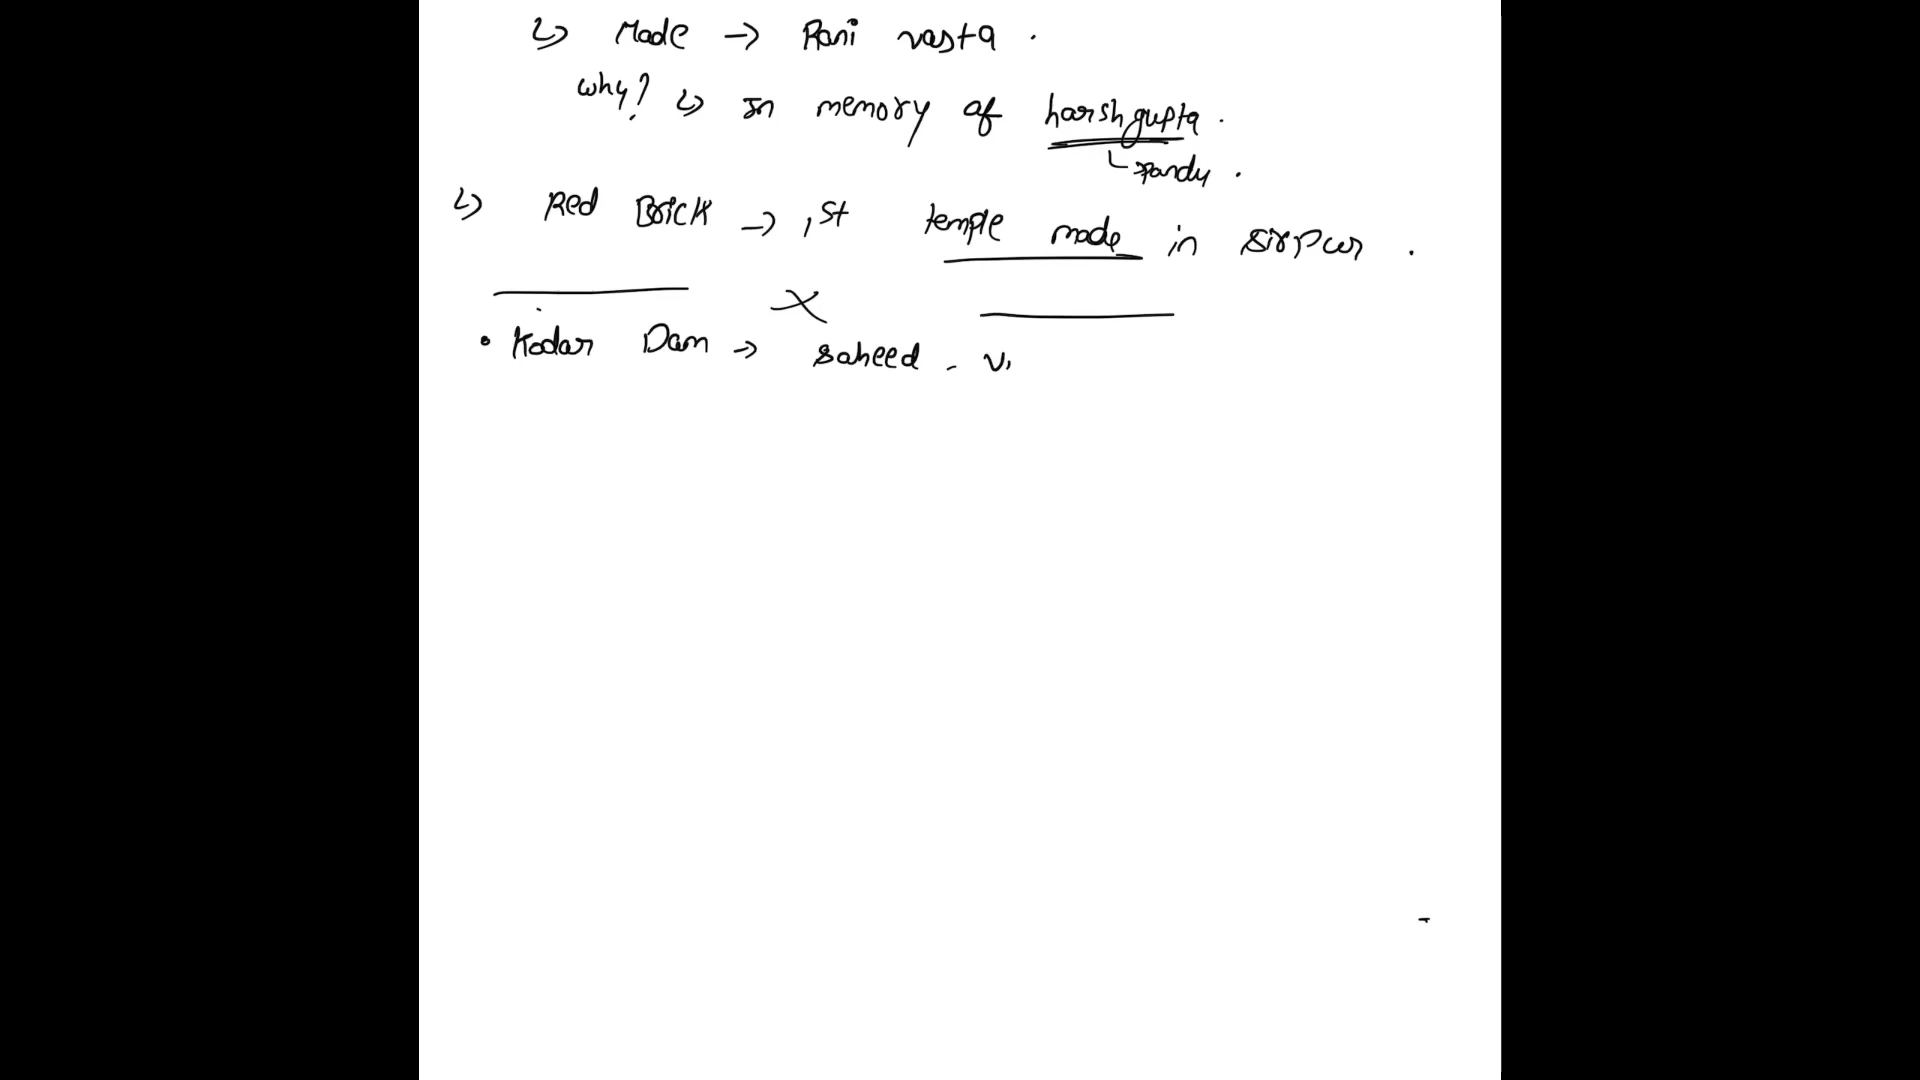 ↳ Made → Rani vasta.
why? ↳ In memory of harshgupta.
↳ pandy.
↳ Red Brick → 1st temple made in sirpur.
• Kodar Dam → saheed - v